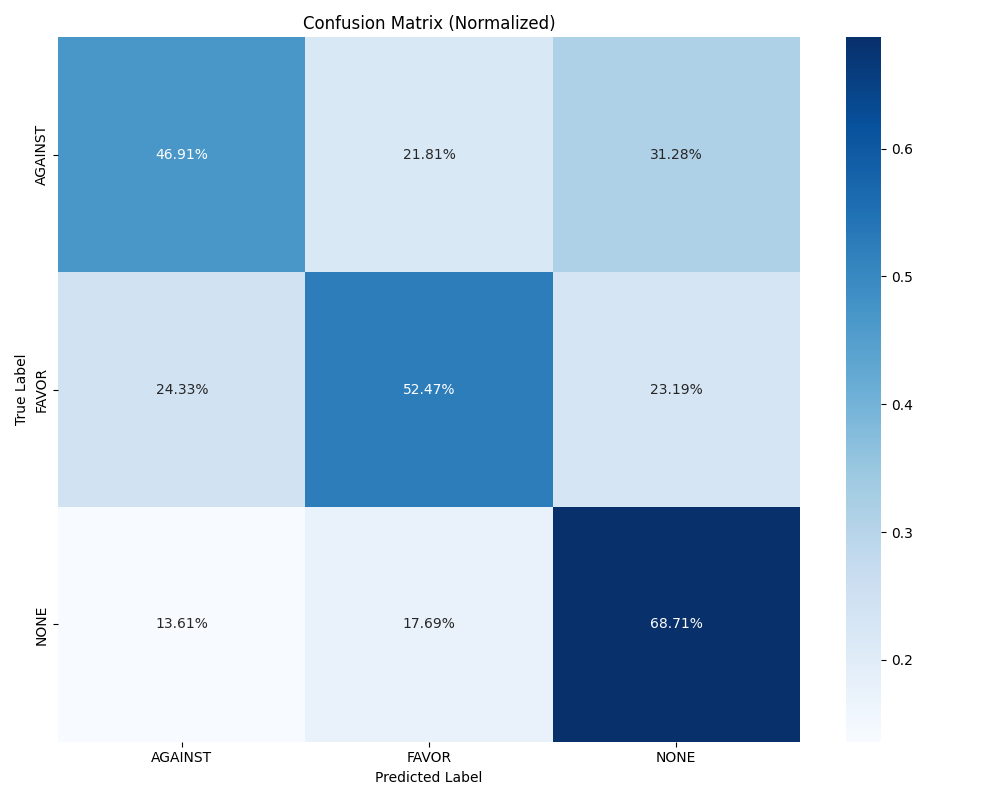 Confusion Matrix (Normalized)
AGAINST
46.91%
21.81%
31.28%
FAVOR
24.33%
52.47%
23.19%
NONE
13.61%
17.69%
68.71%
True Label
AGAINST
FAVOR
NONE
Predicted Label
0.6
0.5
0.4
0.3
0.2